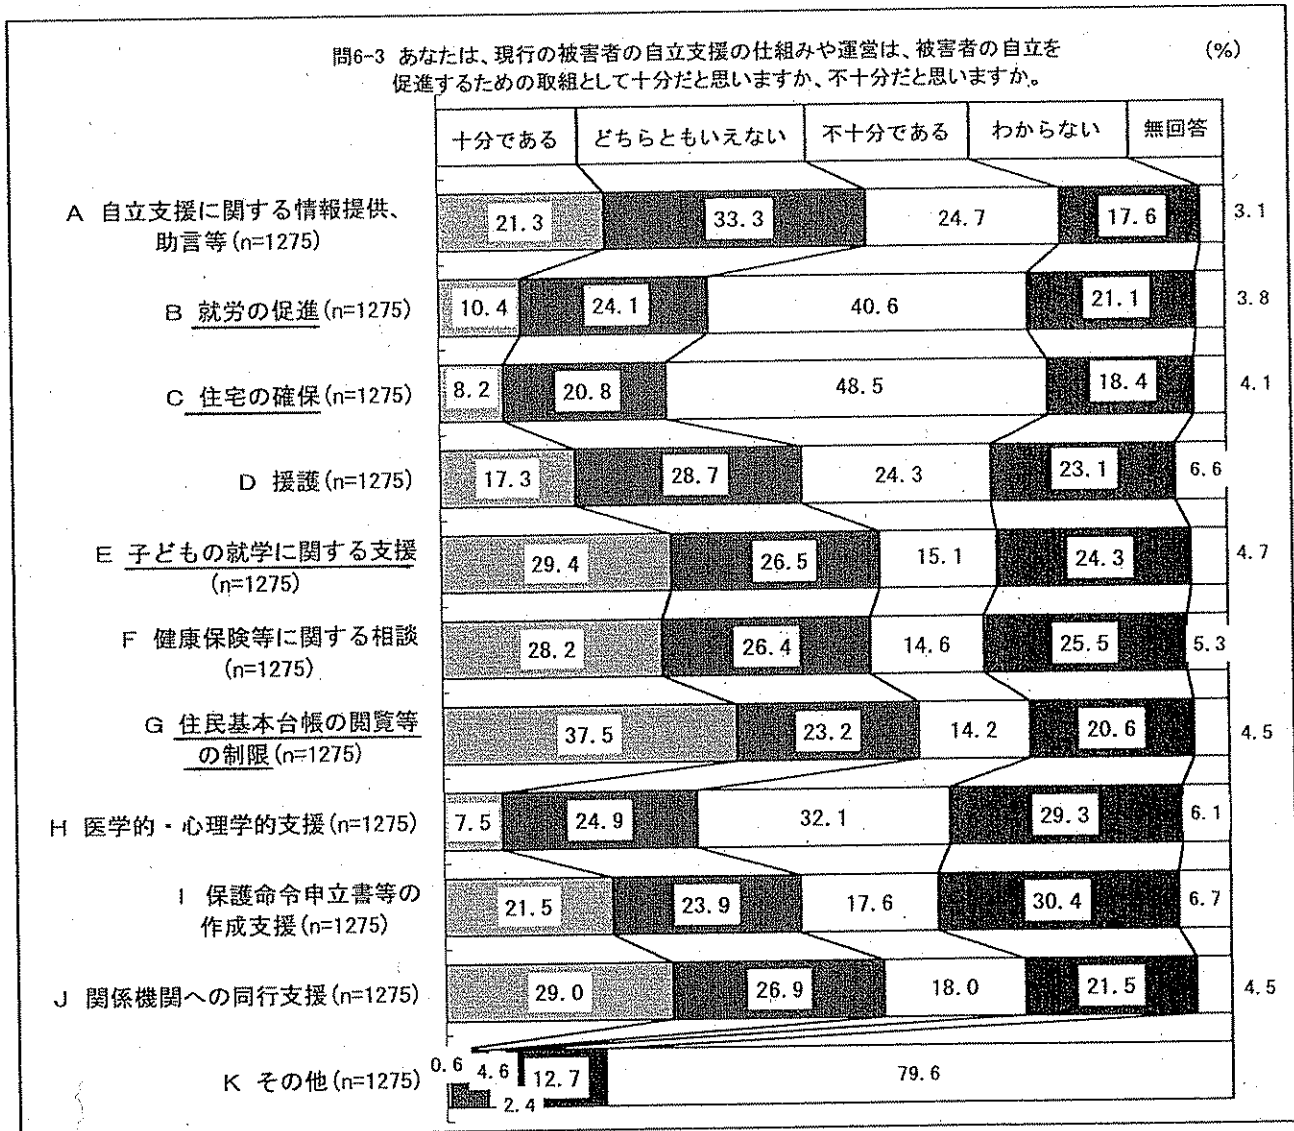 問6-3 あなたは、現行の被害者の自立支援の仕組みや運営は、被害者の自立を
促進するための取組として十分だと思いますか、不十分だと思いますか。
(%)
十分である どちらともいえない 不十分である わからない 無回答
A 自立支援に関する情報提供、
助言等(n=1275)
21.3 33.3 24.7 17.6 3.1
B 就労の促進(n=1275) 10.4 24.1 40.6 21.1 3.8
C 住宅の確保(n=1275) 8.2 20.8 48.5 18.4 4.1
D 援護(n=1275) 17.3 28.7 24.3 23.1 6.6
E 子どもの就学に関する支援
(n=1275)
29.4 26.5 15.1 24.3 4.7
F 健康保険等に関する相談
(n=1275)
28.2 26.4 14.6 25.5 5.3
G 住民基本台帳の閲覧等
の制限(n=1275)
37.5 23.2 14.2 20.6 4.5
H 医学的・心理学的支援(n=1275) 7.5 24.9 32.1 29.3 6.1
I 保護命令申立書等の
作成支援(n=1275)
21.5 23.9 17.6 30.4 6.7
J 関係機関への同行支援(n=1275) 29.0 26.9 18.0 21.5 4.5
K その他(n=1275) 0.6 4.6 12.7 79.6
2.4